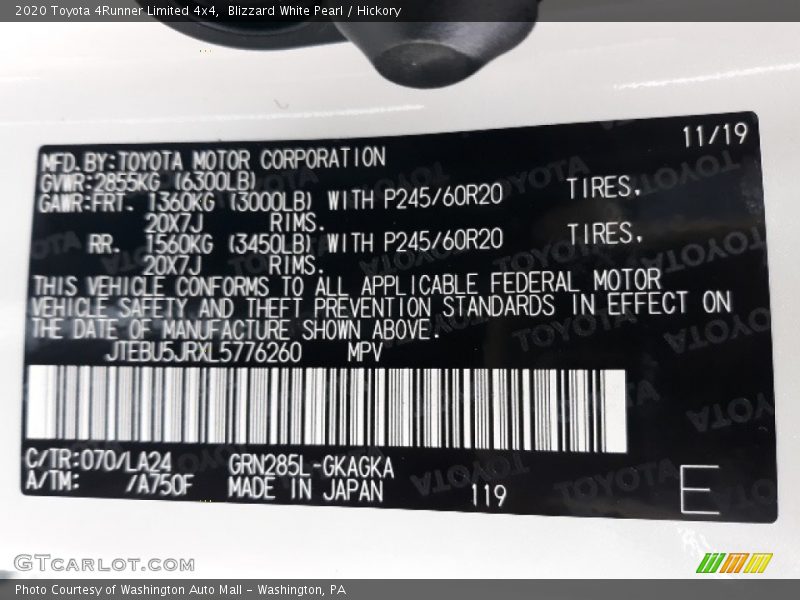 2020 Toyota 4Runner Limited 4x4,  Blizzard White Pearl / Hickory
11/19
MFD.BY:TOYOTA MOTOR CORPORATION
GVWR:2855KG (6300LB)
GAWR:FRT. 1360KG (3000LB) WITH P245/60R20 TIRES,
20X7J RIMS.
RR. 1560KG (3450LB) WITH P245/60R20 TIRES,
20X7J RIMS.
THIS VEHICLE CONFORMS TO ALL APPLICABLE FEDERAL MOTOR
VEHICLE SAFETY AND THEFT PREVENTION STANDARDS IN EFFECT ON
THE DATE OF MANUFACTURE SHOWN ABOVE.
JTEBU5JRXL5776260 MPV
C/TR:070/LA24 GRN285L-GKAGKA
A/TM: /A750F MADE IN JAPAN 119 E
GTCARLOT.COM
Photo Courtesy of Washington Auto Mall - Washington, PA